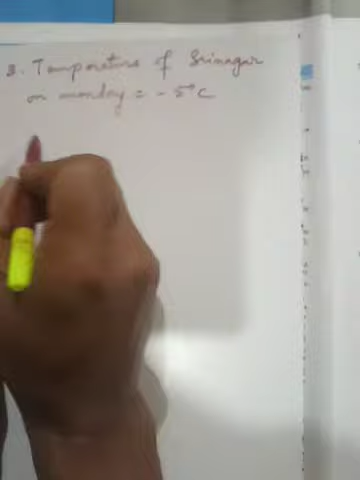 3. Temperature of Srinagar
on monday = - 5°C